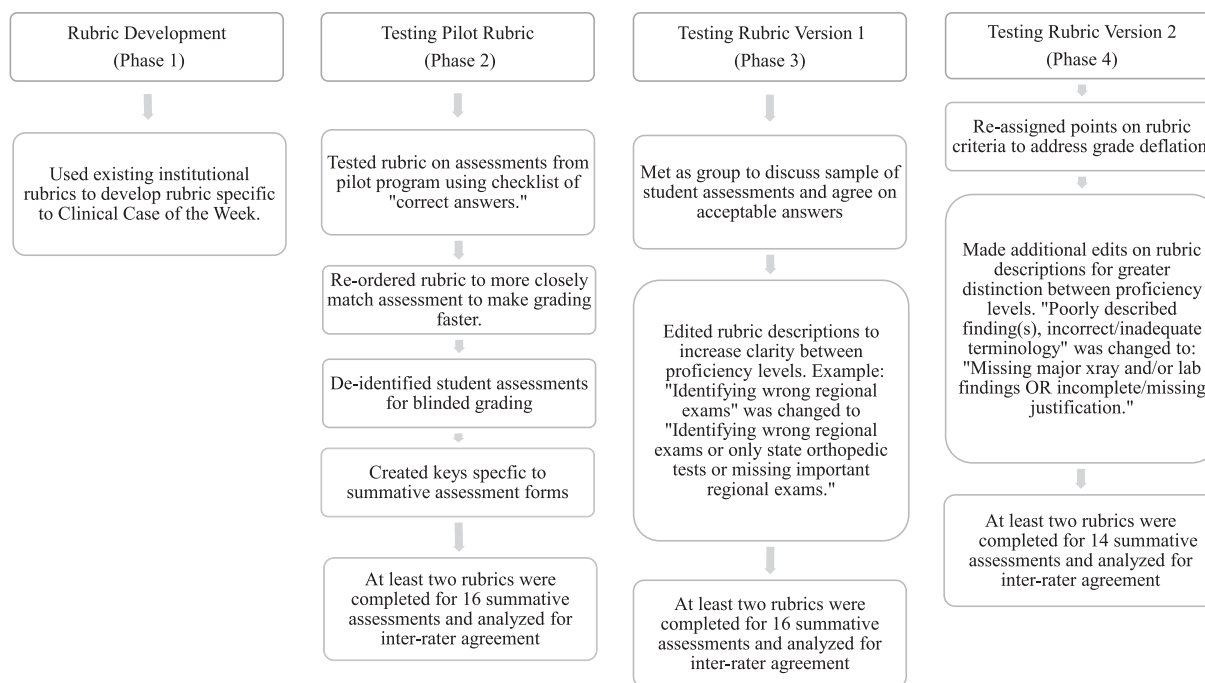 Rubric Development
(Phase 1)
Used existing institutional
rubrics to develop rubric specific
to Clinical Case of the Week.
Testing Pilot Rubric
(Phase 2)
Tested rubric on assessments from
pilot program using checklist of
"correct answers."
Re-ordered rubric to more closely
match assessment to make grading
faster.
De-identified student assessments
for blinded grading
Created keys specfic to
summative assessment forms
At least two rubrics were
completed for 16 summative
assessments and analyzed for
inter-rater agreement
Testing Rubric Version 1
(Phase 3)
Met as group to discuss sample of
student assessments and agree on
acceptable answers
Edited rubric descriptions to
increase clarity between
proficiency levels. Example:
"Identifying wrong regional
exams" was changed to
"Identifying wrong regional
exams or only state orthopedic
tests or missing important
regional exams."
At least two rubrics were
completed for 16 summative
assessments and analyzed for
inter-rater agreement
Testing Rubric Version 2
(Phase 4)
Re-assigned points on rubric
criteria to address grade deflation
Made additional edits on rubric
descriptions for greater
distinction between proficiency
levels. "Poorly described
finding(s), incorrect/inadequate
terminology" was changed to:
"Missing major xray and/or lab
findings OR incomplete/missing
justification."
At least two rubrics were
completed for 14 summative
assessments and analyzed for
inter-rater agreement